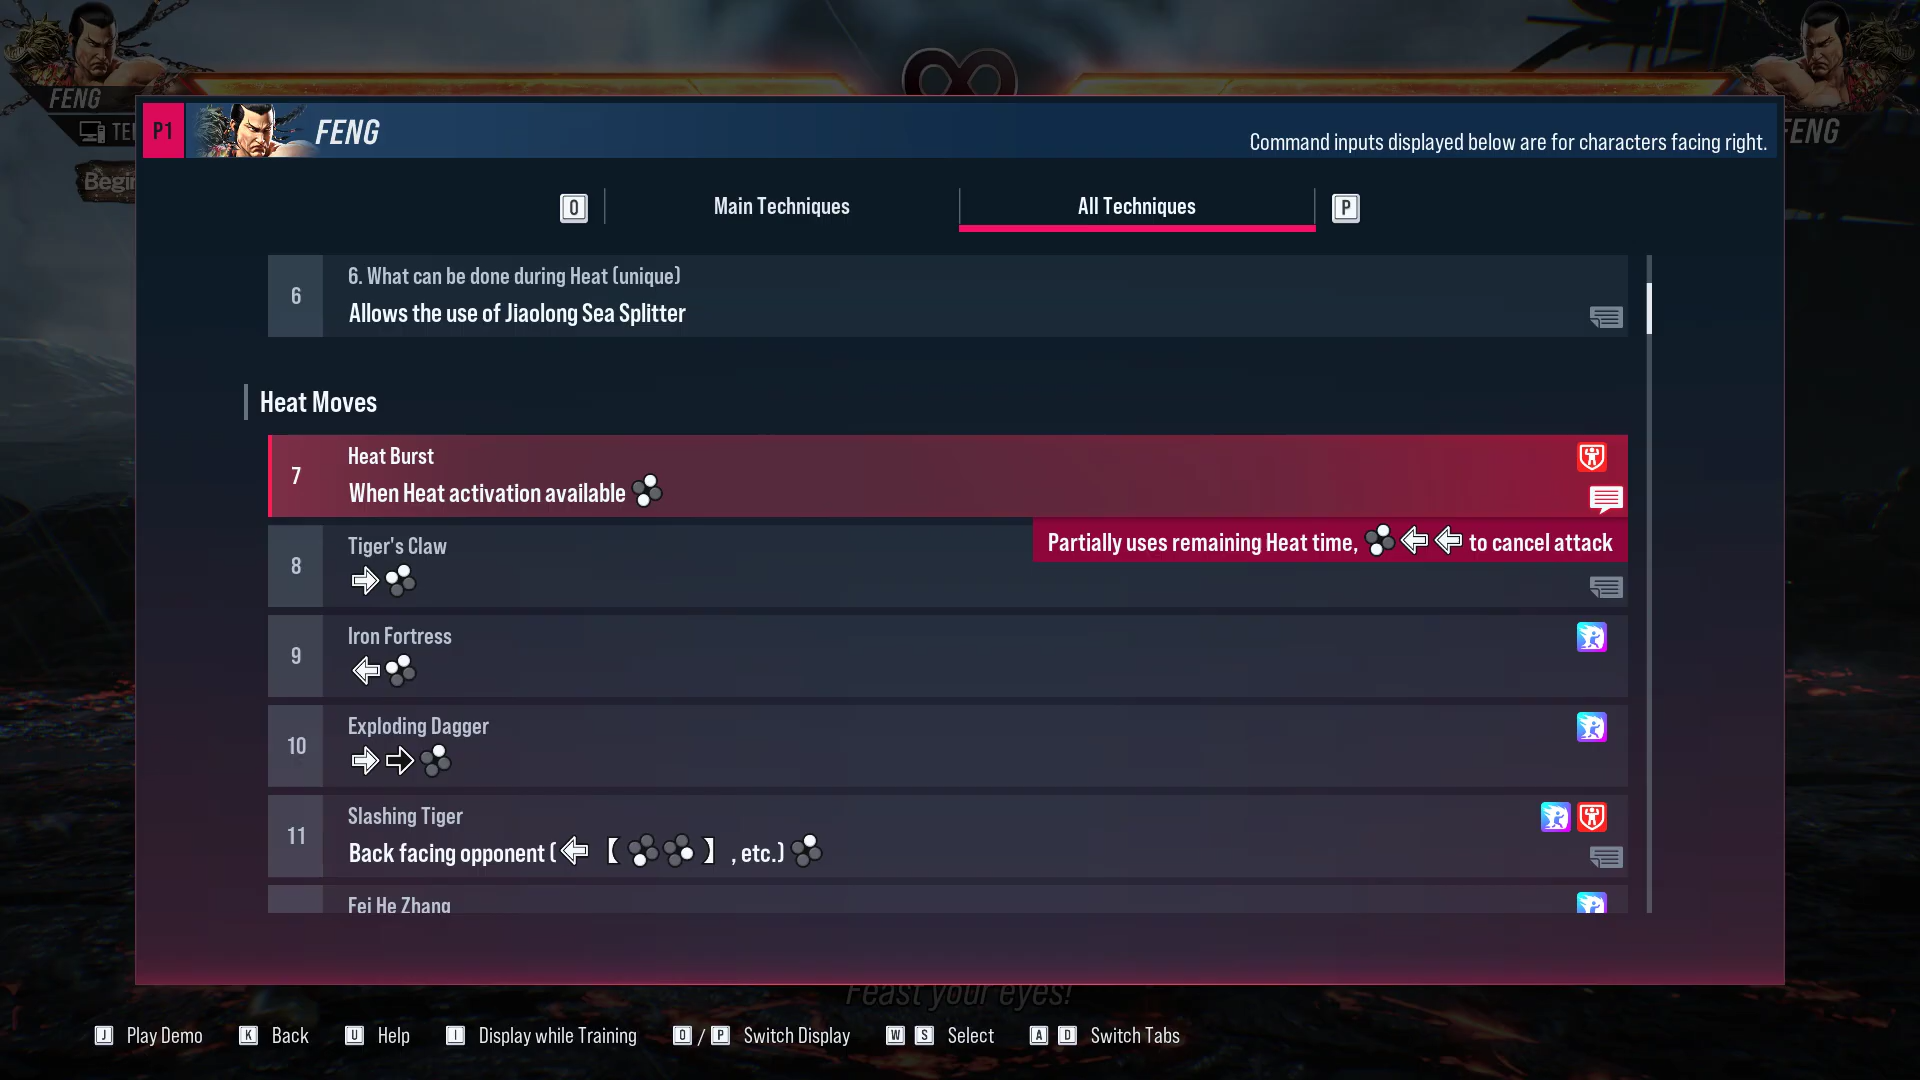 FENG
FENG
P1
FENG
Command inputs displayed below are for characters facing right.
Begin
O
Main Techniques
All Techniques
P
6
6. What can be done during Heat (unique)
Allows the use of Jiaolong Sea Splitter
Heat Moves
7
Heat Burst
When Heat activation available
Partially uses remaining Heat time, to cancel attack
8
Tiger's Claw
9
Iron Fortress
10
Exploding Dagger
11
Slashing Tiger
Back facing opponent ( 【 】 , etc.)
Fei He Zhang
Feast your eyes!
J Play Demo K Back U Help I Display while Training O / P Switch Display W S Select A D Switch Tabs